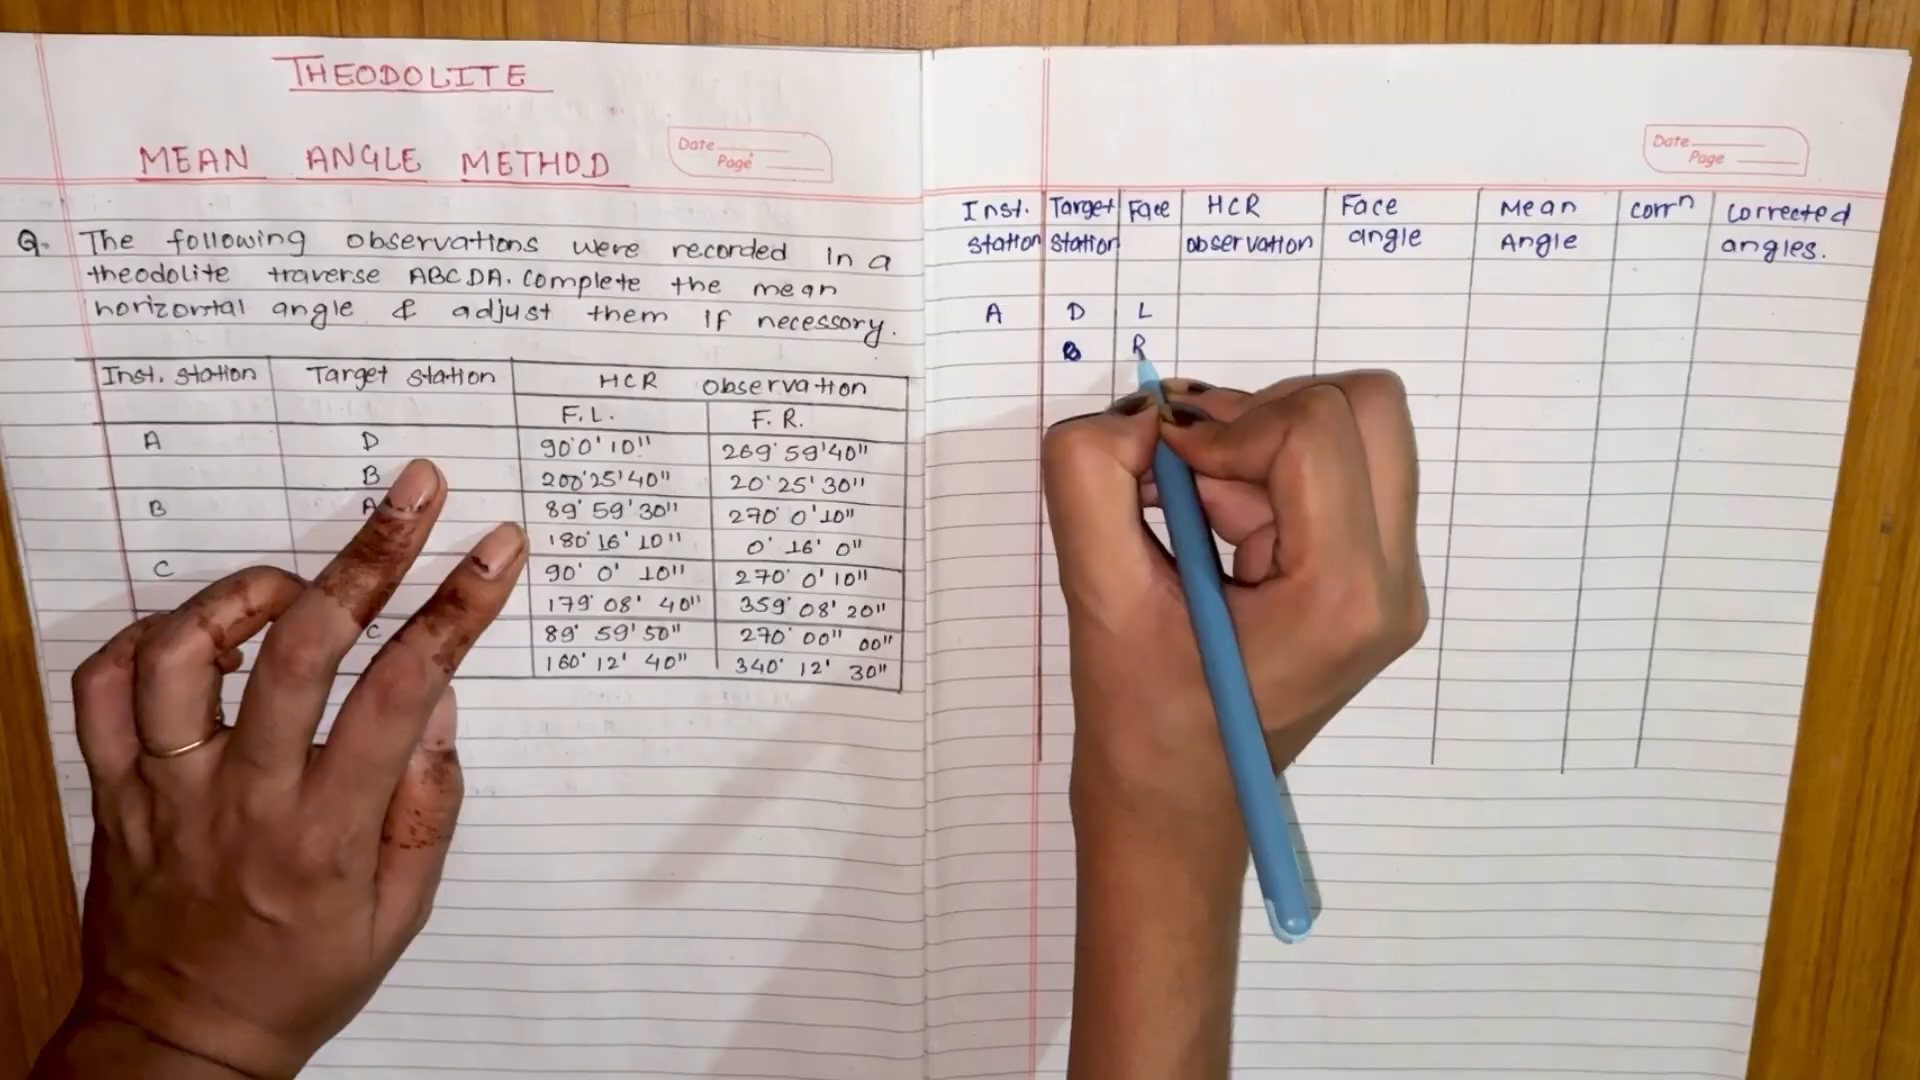 THEODOLITE
MEAN ANGLE METHOD
Date
Page
Q. The following observations were recorded in a
theodolite traverse ABCDA. Complete the mean
horizontal angle & adjust them if necessary.
Inst. station Target station HCR observation
F.L. F.R.
A D 90°0'10" 269°59'40"
B 200°25'40" 20°25'30"
B A 89°59'30" 270°0'10"
180°16'10" 0°16'0"
C 90°0'10" 270°0'10"
179°08'40" 359°08'20"
C 89°59'50" 270°00"00"
160°12'40" 340°12'30"
Date
Page
Inst. Target Face HCR Face Mean corrⁿ corrected
station station observation angle Angle angles.
A D L
B R